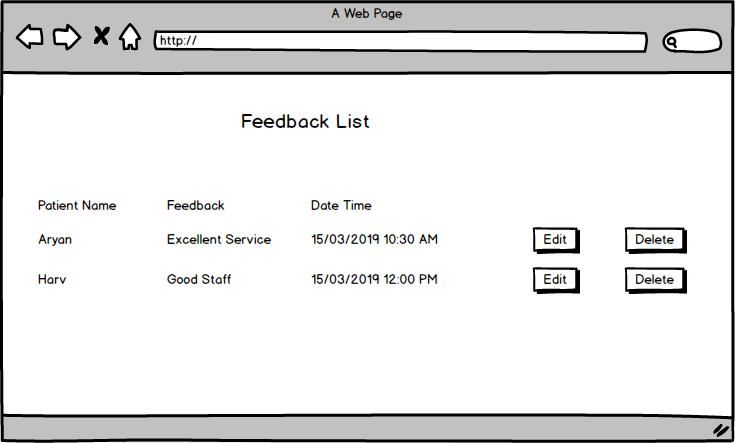 A Web Page
http://
Feedback List
Patient Name Feedback Date Time
Aryan Excellent Service 15/03/2019 10:30 AM Edit Delete
Harv Good Staff 15/03/2019 12:00 PM Edit Delete